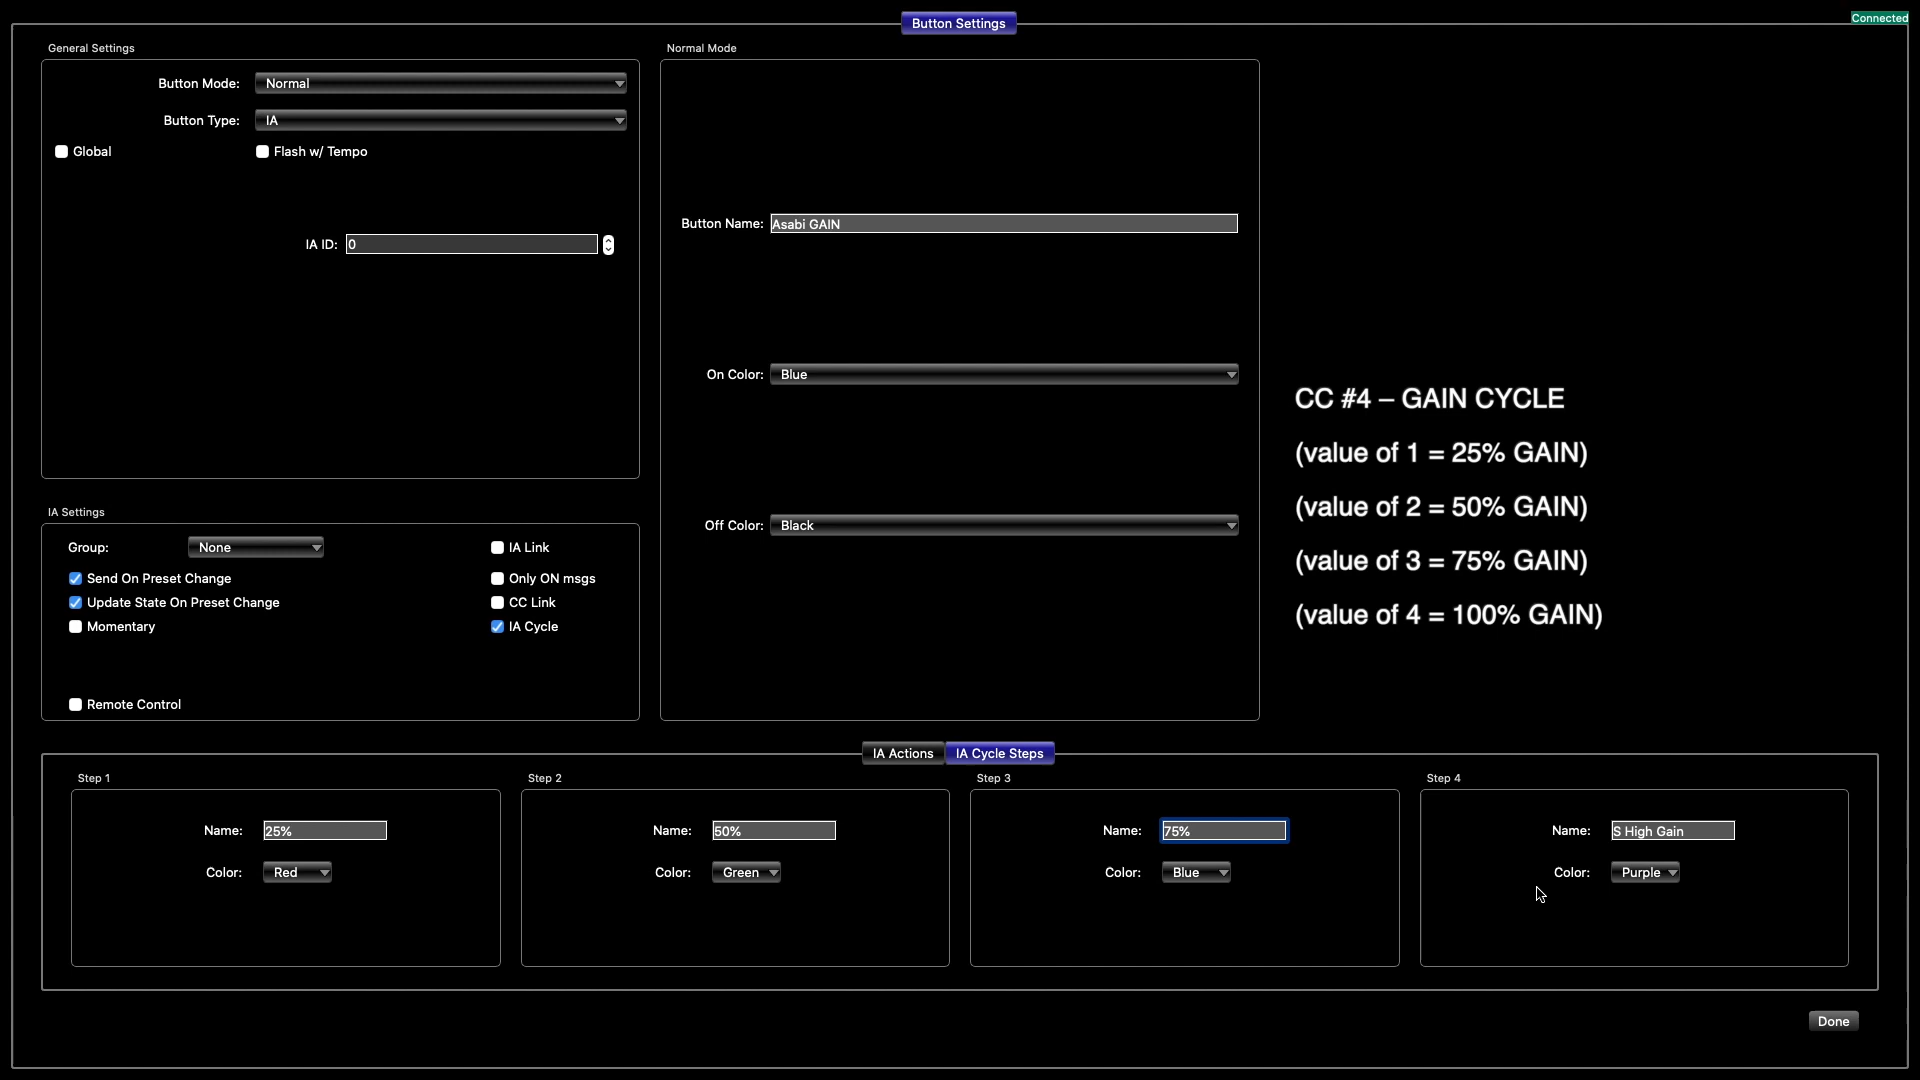 Button Settings
Connected
General Settings
Button Mode: Normal
Button Type: IA
Global
Flash w/ Tempo
IA ID: 0
Normal Mode
Button Name: Asabi GAIN
On Color: Blue
Off Color: Black
CC #4 – GAIN CYCLE
(value of 1 = 25% GAIN)
(value of 2 = 50% GAIN)
(value of 3 = 75% GAIN)
(value of 4 = 100% GAIN)
IA Settings
Group: None
IA Link
Send On Preset Change
Only ON msgs
Update State On Preset Change
CC Link
Momentary
IA Cycle
Remote Control
IA Actions
IA Cycle Steps
Step 1
Name: 25%
Color: Red
Step 2
Name: 50%
Color: Green
Step 3
Name: 75%
Color: Blue
Step 4
Name: S High Gain
Color: Purple
Done